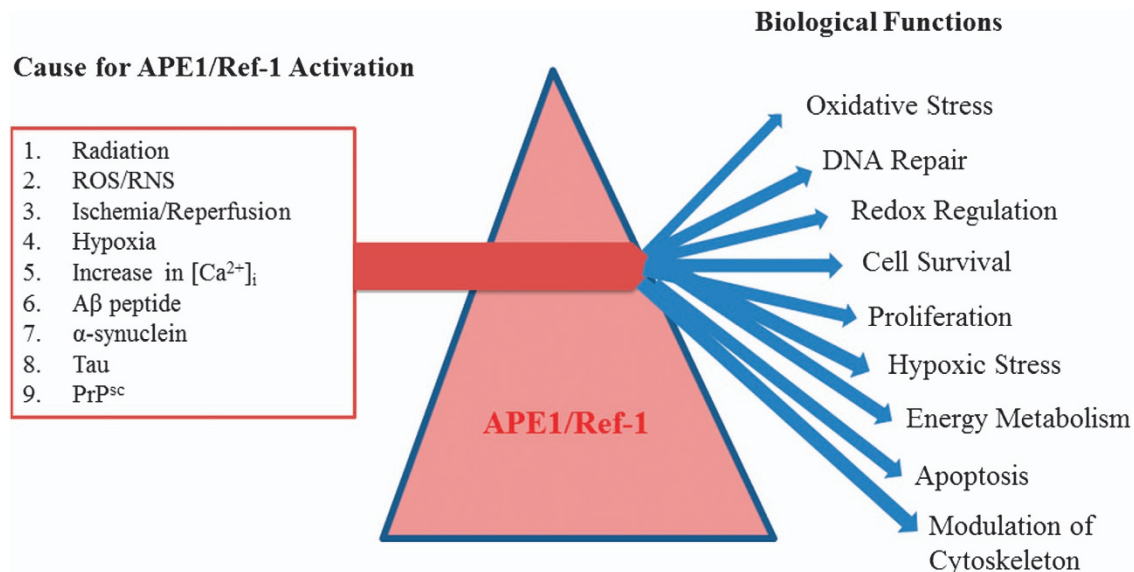 Biological Functions
Cause for APE1/Ref-1 Activation
1. Radiation
2. ROS/RNS
3. Ischemia/Reperfusion
4. Hypoxia
5. Increase in [Ca²⁺]ᵢ
6. Aβ peptide
7. α-synuclein
8. Tau
9. PrPˢᶜ
APE1/Ref-1
Oxidative Stress
DNA Repair
Redox Regulation
Cell Survival
Proliferation
Hypoxic Stress
Energy Metabolism
Apoptosis
Modulation of
Cytoskeleton